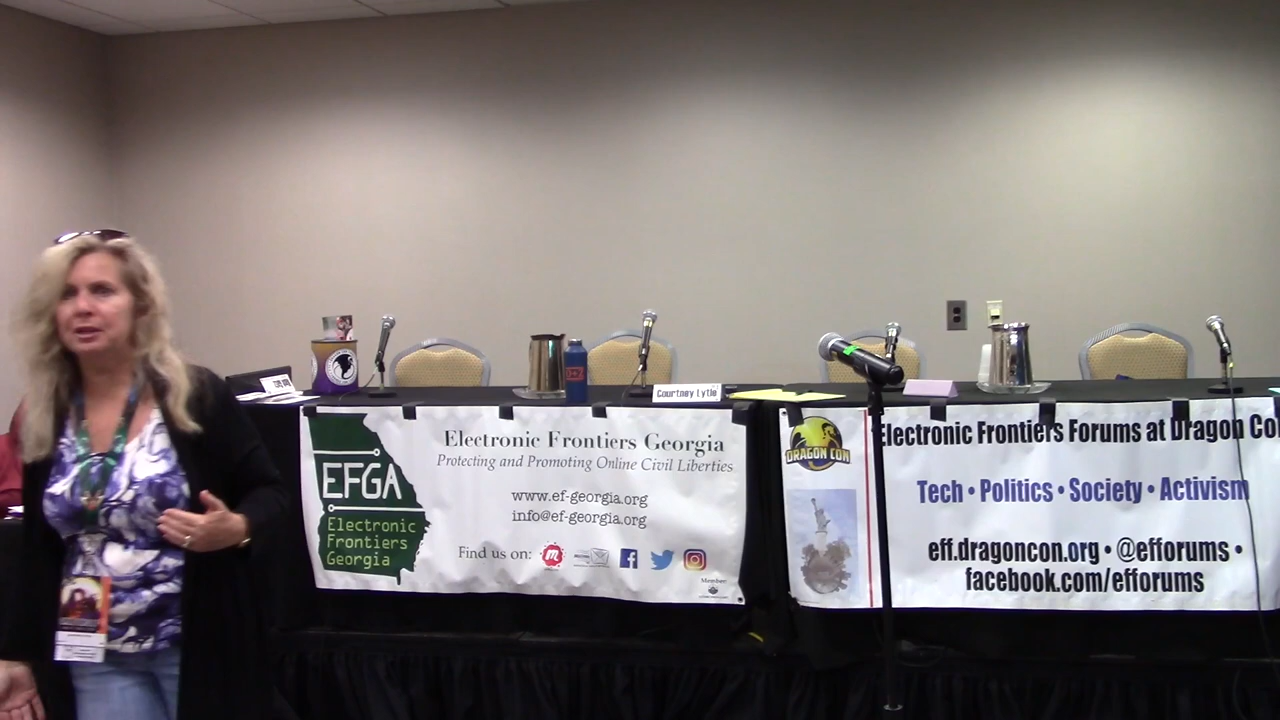 Courtney Lytle
Electronic Frontiers Georgia
Protecting and Promoting Online Civil Liberties
www.ef-georgia.org
info@ef-georgia.org
Find us on:
Member:
EFGA
Electronic
Frontiers
Georgia
DRAGON CON
Electronic Frontiers Forums at Dragon Co
Tech • Politics • Society • Activism
eff.dragoncon.org • @efforums •
facebook.com/efforums